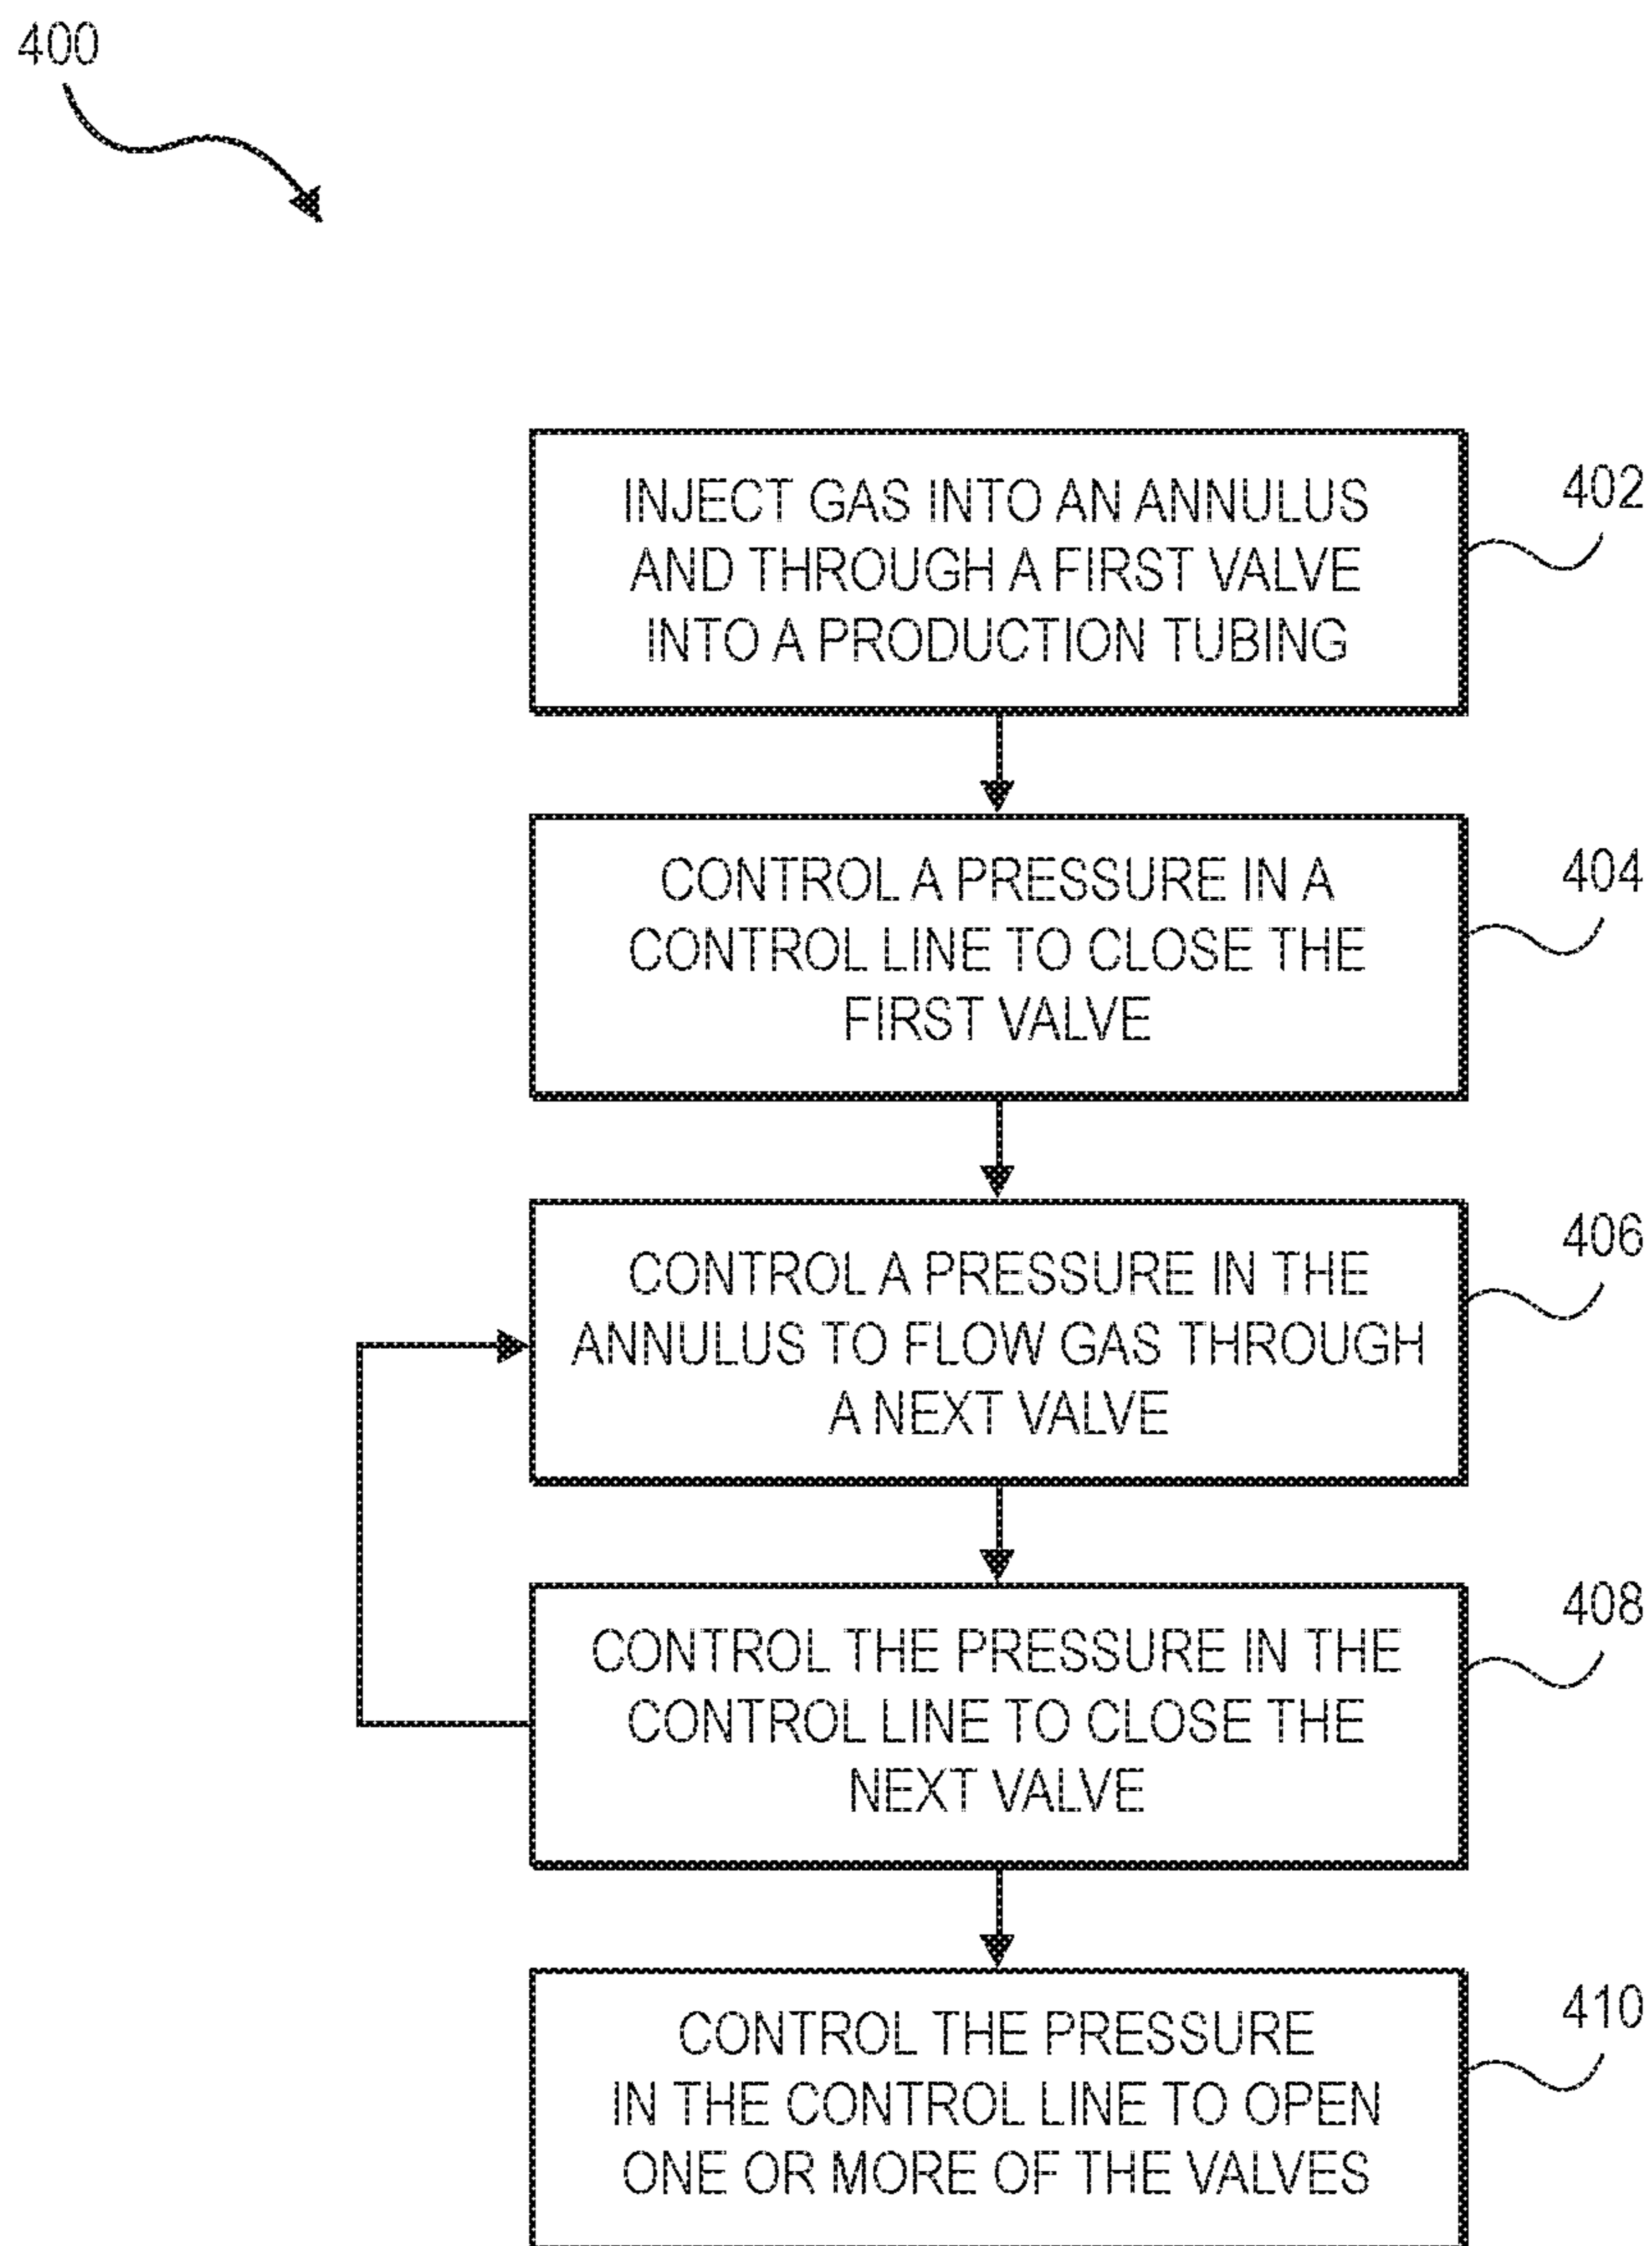 400
INJECT GAS INTO AN ANNULUS
AND THROUGH A FIRST VALVE
INTO A PRODUCTION TUBING
402
CONTROL A PRESSURE IN A
CONTROL LINE TO CLOSE THE
FIRST VALVE
404
CONTROL A PRESSURE IN THE
ANNULUS TO FLOW GAS THROUGH
A NEXT VALVE
406
CONTROL THE PRESSURE IN THE
CONTROL LINE TO CLOSE THE
NEXT VALVE
408
CONTROL THE PRESSURE
IN THE CONTROL LINE TO OPEN
ONE OR MORE OF THE VALVES
410